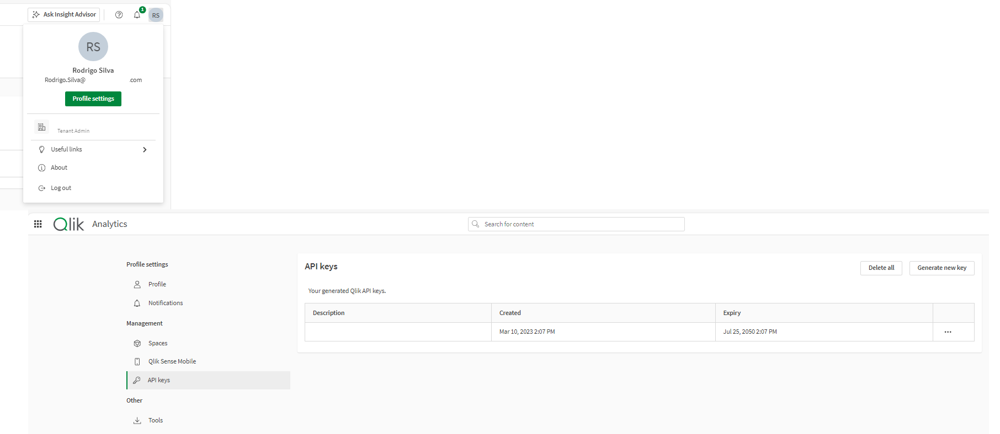 Ask Insight Advisor
1
RS
RS
Rodrigo Silva
Rodrigo.Silva@ .com
Profile settings
Tenant Admin
Useful links
About
Log out
Qlik Analytics
Search for content
Profile settings
Profile
Notifications
Management
Spaces
Qlik Sense Mobile
API keys
Other
Tools
API keys
Delete all
Generate new key
Your generated Qlik API keys.
Description Created Expiry
Mar 10, 2023 2:07 PM Jul 25, 2050 2:07 PM